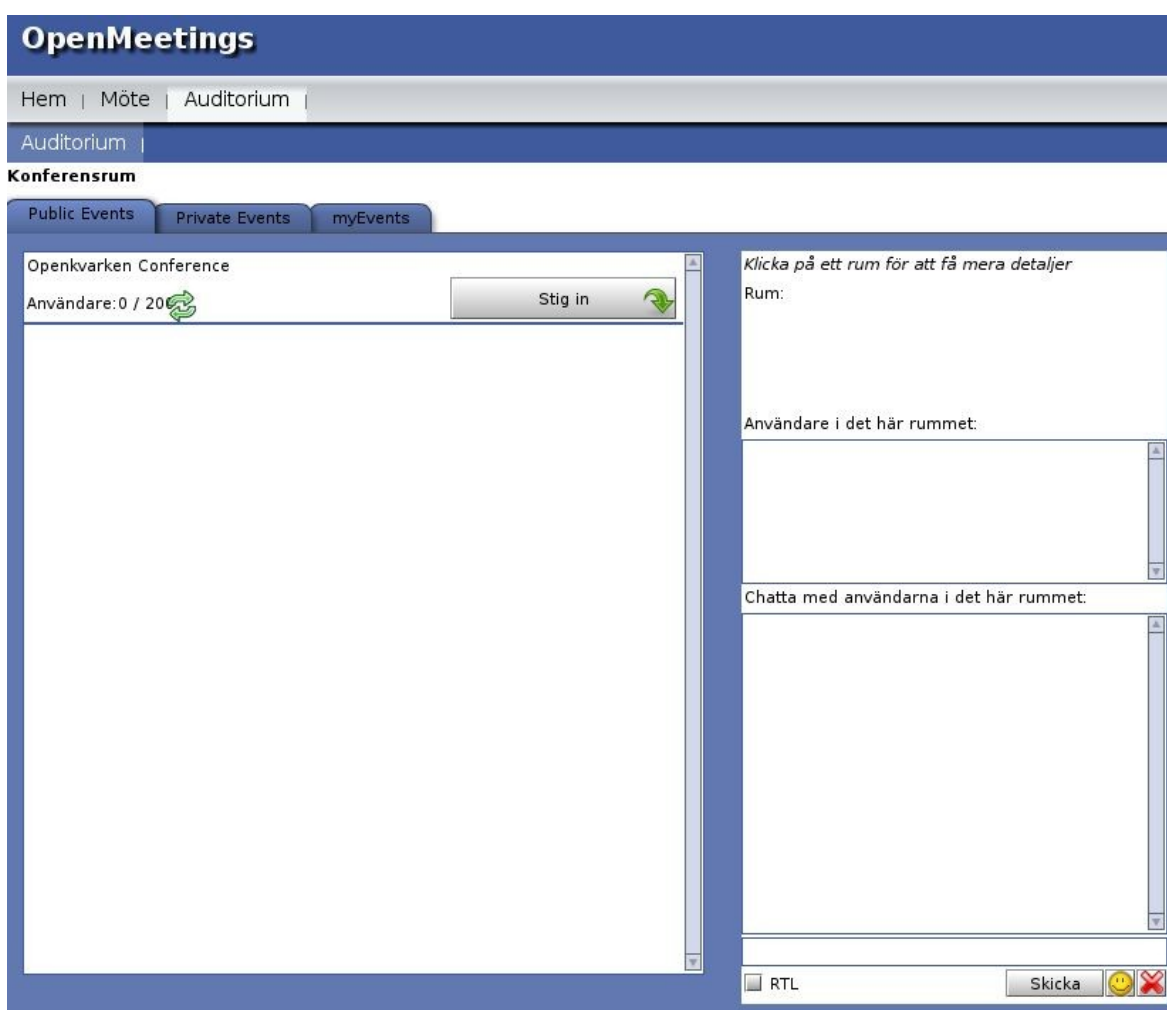 OpenMeetings
Hem | Möte | Auditorium |
Auditorium |
Konferensrum
Public Events Private Events myEvents
Openkvarken Conference
Användare:0 / 20
Stig in
Klicka på ett rum för att få mera detaljer
Rum:
Användare i det här rummet:
Chatta med användarna i det här rummet:
RTL
Skicka